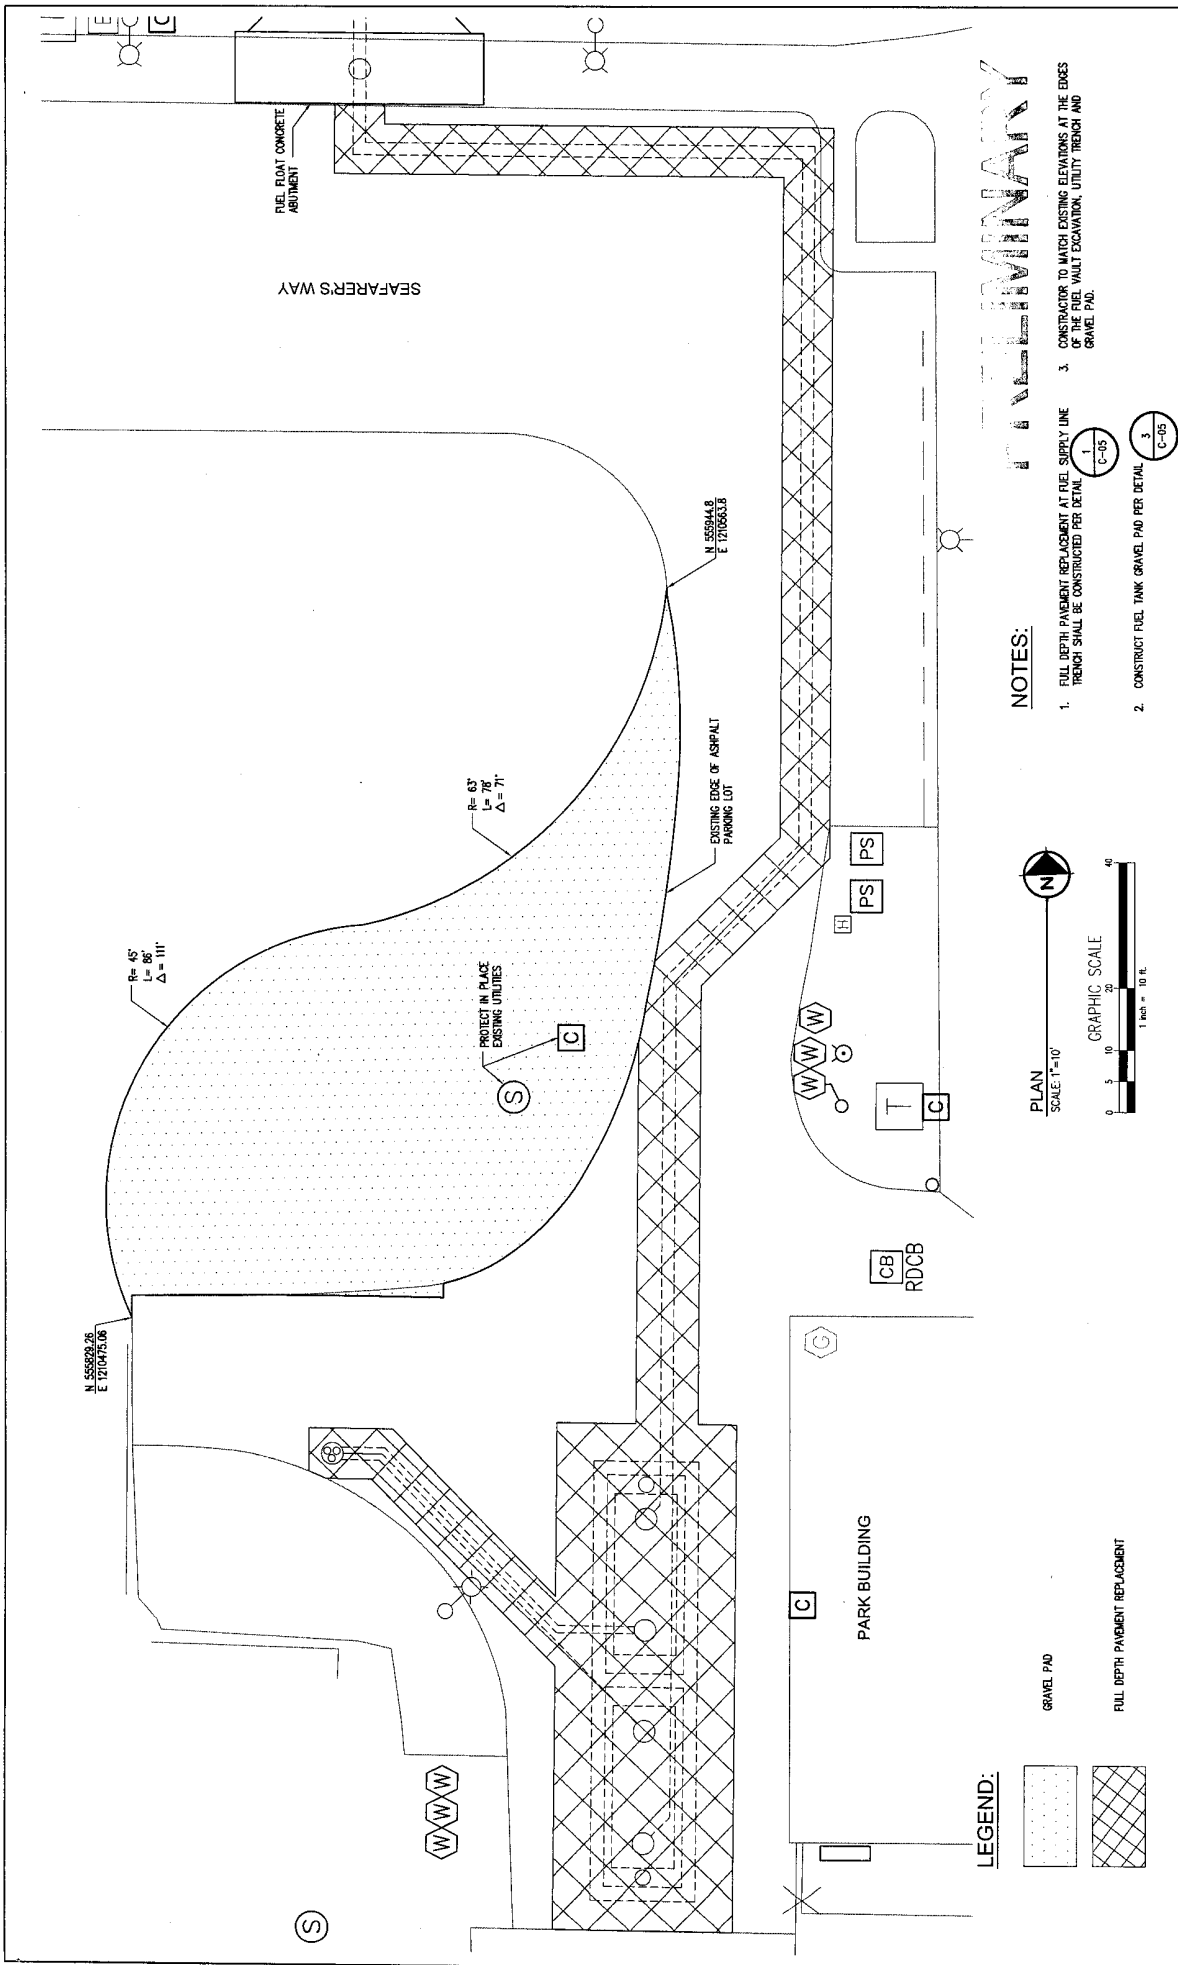 C
C
C
FUEL FLOAT CONCRETE
ABUTMENT
SEAFARER'S WAY
N 555944.8
E 1210563.8
R= 63'
L= 78'
Δ = 71°
EXISTING EDGE OF ASHPALT
PARKING LOT
R= 45'
L= 86'
Δ = 111°
PROTECT IN PLACE
EXISTING UTILITIES
S
C
N 555829.26
E 1210475.06
PS
PS
H
W
W
W
T
C
CB
RDCB
G
C
PARK BUILDING
W
W
W
S
PRELIMINARY
NOTES:
1. FULL DEPTH PAVEMENT REPLACEMENT AT FUEL SUPPLY LINE
TRENCH SHALL BE CONSTRUCTED PER DETAIL
1
C-05
2. CONSTRUCT FUEL TANK GRAVEL PAD PER DETAIL
3
C-05
3. CONSTRACTOR TO MATCH EXISTING ELEVATIONS AT THE EDGES
OF THE FUEL VAULT EXCAVATION, UTILITY TRENCH AND
GRAVEL PAD.
PLAN
SCALE: 1"=10'
N
GRAPHIC SCALE
0 5 10 20 40
1 inch = 10 ft.
LEGEND:
GRAVEL PAD
FULL DEPTH PAVEMENT REPLACEMENT